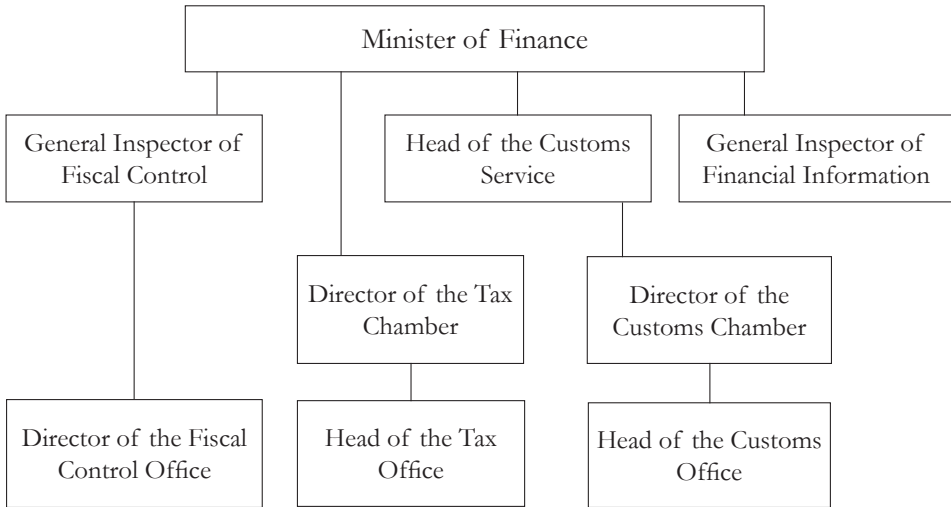 Minister of Finance
General Inspector of
Fiscal Control
Head of the Customs
Service
General Inspector of
Financial Information
Director of the Tax
Chamber
Director of the
Customs Chamber
Director of the Fiscal
Control Office
Head of the Tax
Office
Head of the Customs
Office